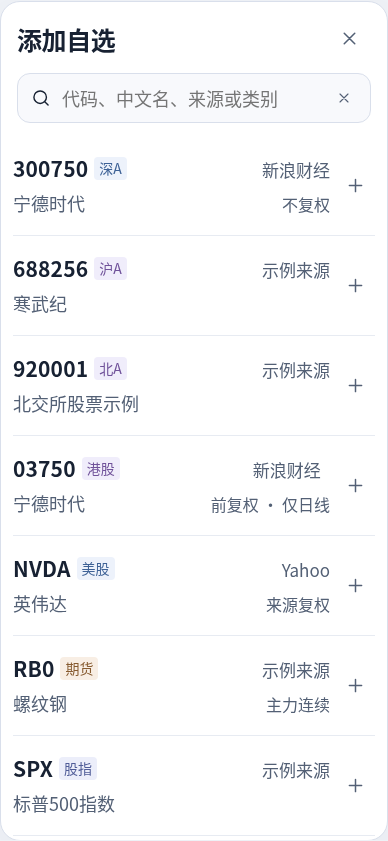 添加自选
代码、中文名、来源或类别
300750 深A 新浪财经
宁德时代 不复权
688256 沪A 示例来源
寒武纪
920001 北A 示例来源
北交所股票示例
03750 港股 新浪财经
宁德时代 前复权 · 仅日线
NVDA 美股 Yahoo
英伟达 来源复权
RB0 期货 示例来源
螺纹钢 主力连续
SPX 股指 示例来源
标普500指数